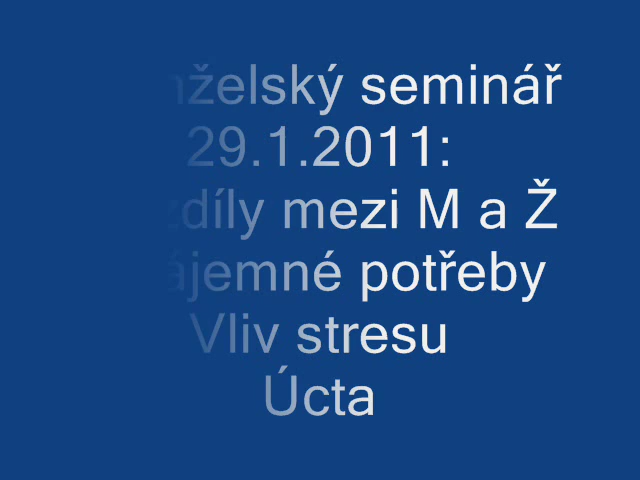 seminář
29.1.2011:
mezi M a Ž
potřeby
Vliv stresu
Úcta